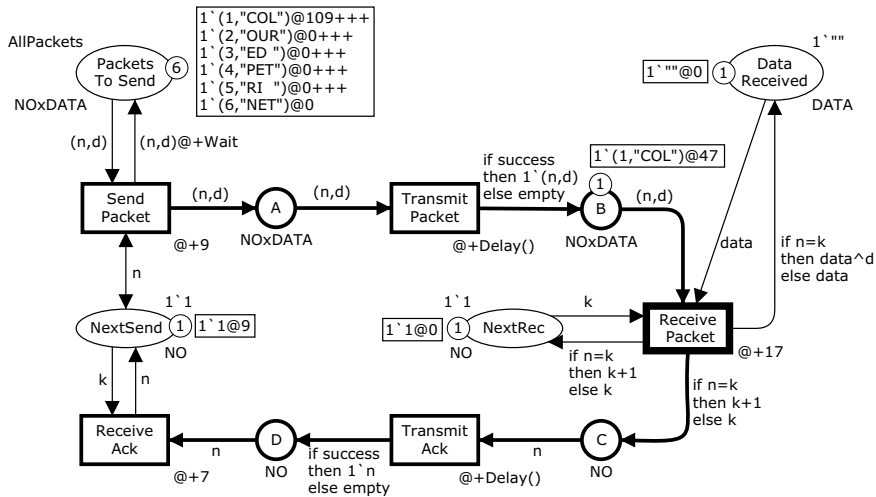 AllPackets
Packets
To Send
6
NOxDATA
1`(1,"COL")@109+++
1`(2,"OUR")@0+++
1`(3,"ED ")@0+++
1`(4,"PET")@0+++
1`(5,"RI  ")@0+++
1`(6,"NET")@0
1`""
1`""@0
1
Data
Received
DATA
(n,d)
(n,d)@+Wait
Send
Packet
@+9
(n,d)
A
NOxDATA
(n,d)
Transmit
Packet
@+Delay()
if success
then 1`(n,d)
else empty
1`(1,"COL")@47
1
B
NOxDATA
(n,d)
data
if n=k
then data^d
else data
n
1`1
NextSend
1
1`1@9
NO
1`1
1`1@0
1
NextRec
NO
k
if n=k
then k+1
else k
Receive
Packet
@+17
if n=k
then k+1
else k
k
n
Receive
Ack
@+7
n
D
NO
if success
then 1`n
else empty
Transmit
Ack
@+Delay()
n
C
NO